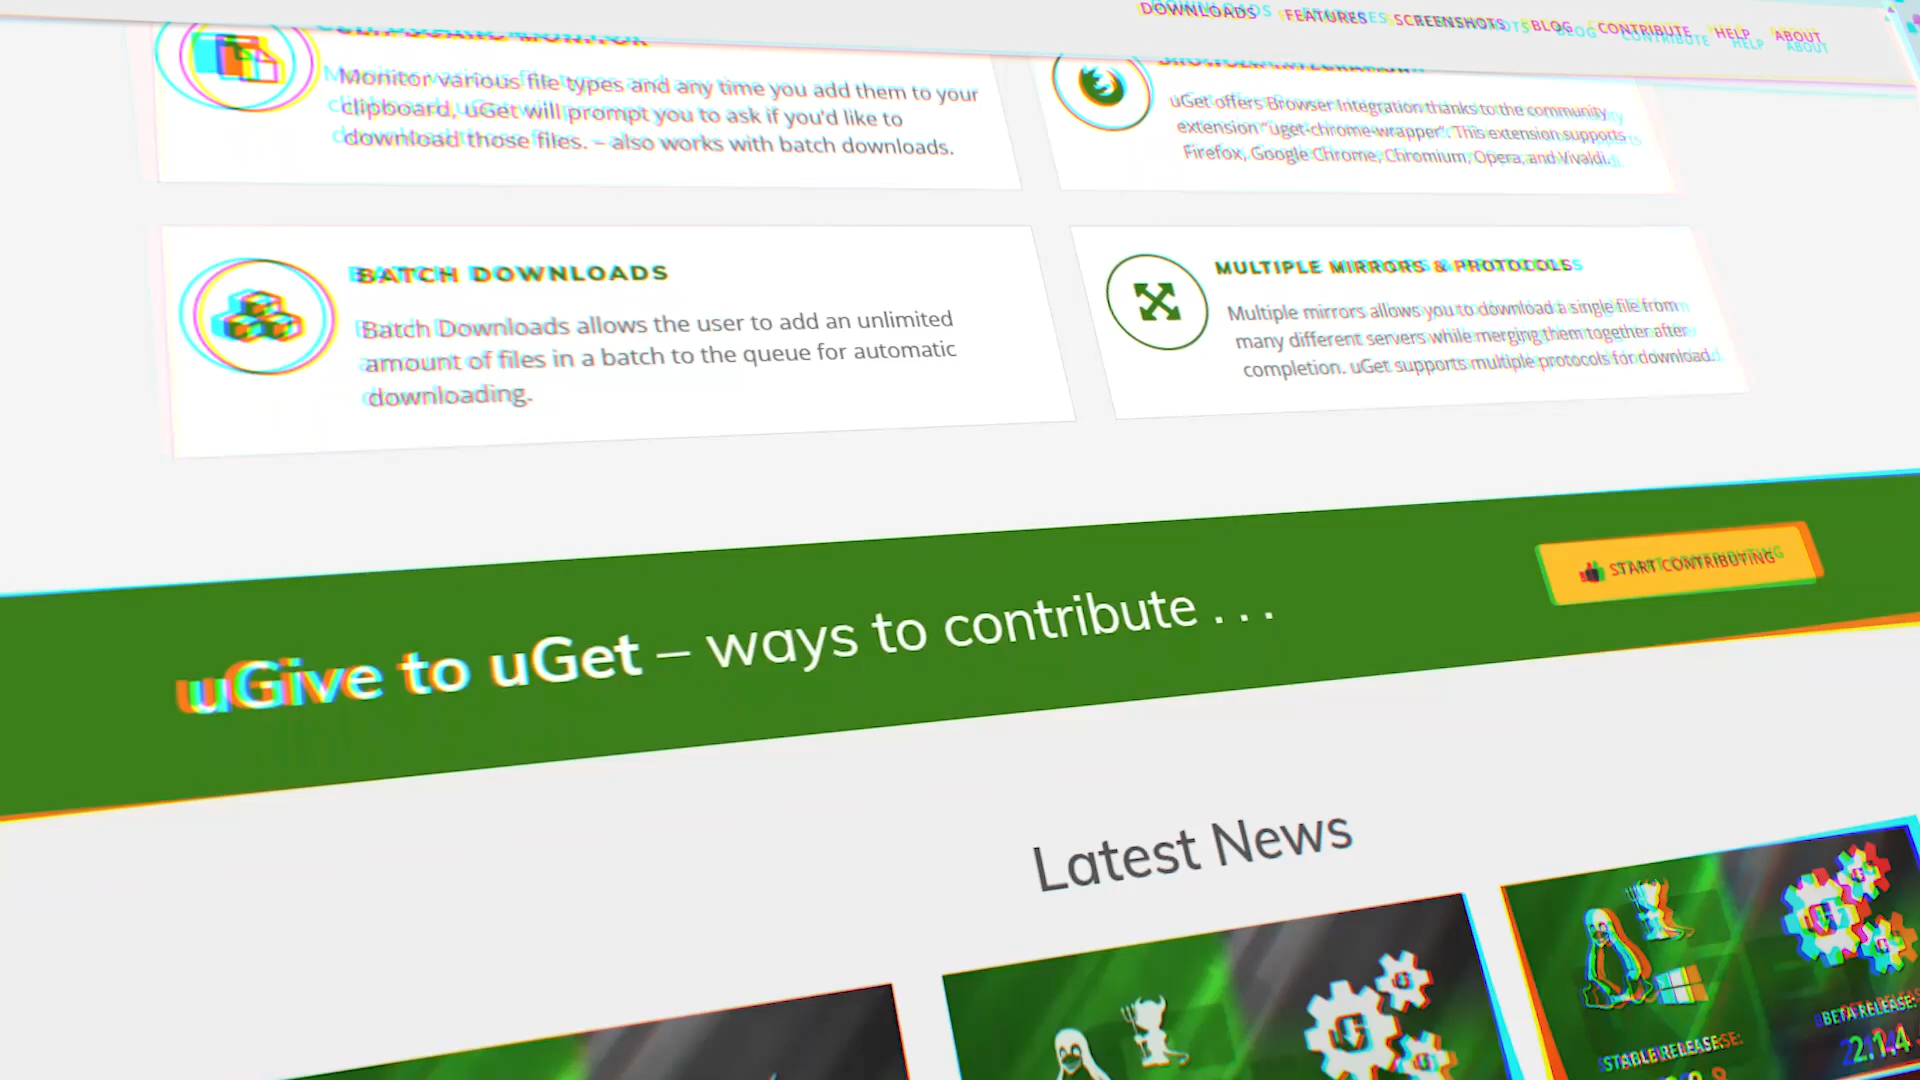 DOWNLOADS FEATURES SCREENSHOTS BLOG CONTRIBUTE HELP ABOUT
CLIPBOARD MONITOR
Monitor various file types and any time you add them to your
clipboard, uGet will prompt you to ask if you'd like to
download those files. – also works with batch downloads.
uGet offers Browser Integration thanks to the community
extension "uget-chrome-wrapper". This extension supports
Firefox, Google Chrome, Chromium, Opera, and Vivaldi.
BATCH DOWNLOADS
Batch Downloads allows the user to add an unlimited
amount of files in a batch to the queue for automatic
downloading.
MULTIPLE MIRRORS & PROTOCOLS
Multiple mirrors allows you to download a single file from
many different servers while merging them together after
completion. uGet supports multiple protocols for download.
uGive to uGet – ways to contribute . . .
START CONTRIBUTING
Latest News
STABLE RELEASE:
BETA RELEASE:
2.1.4